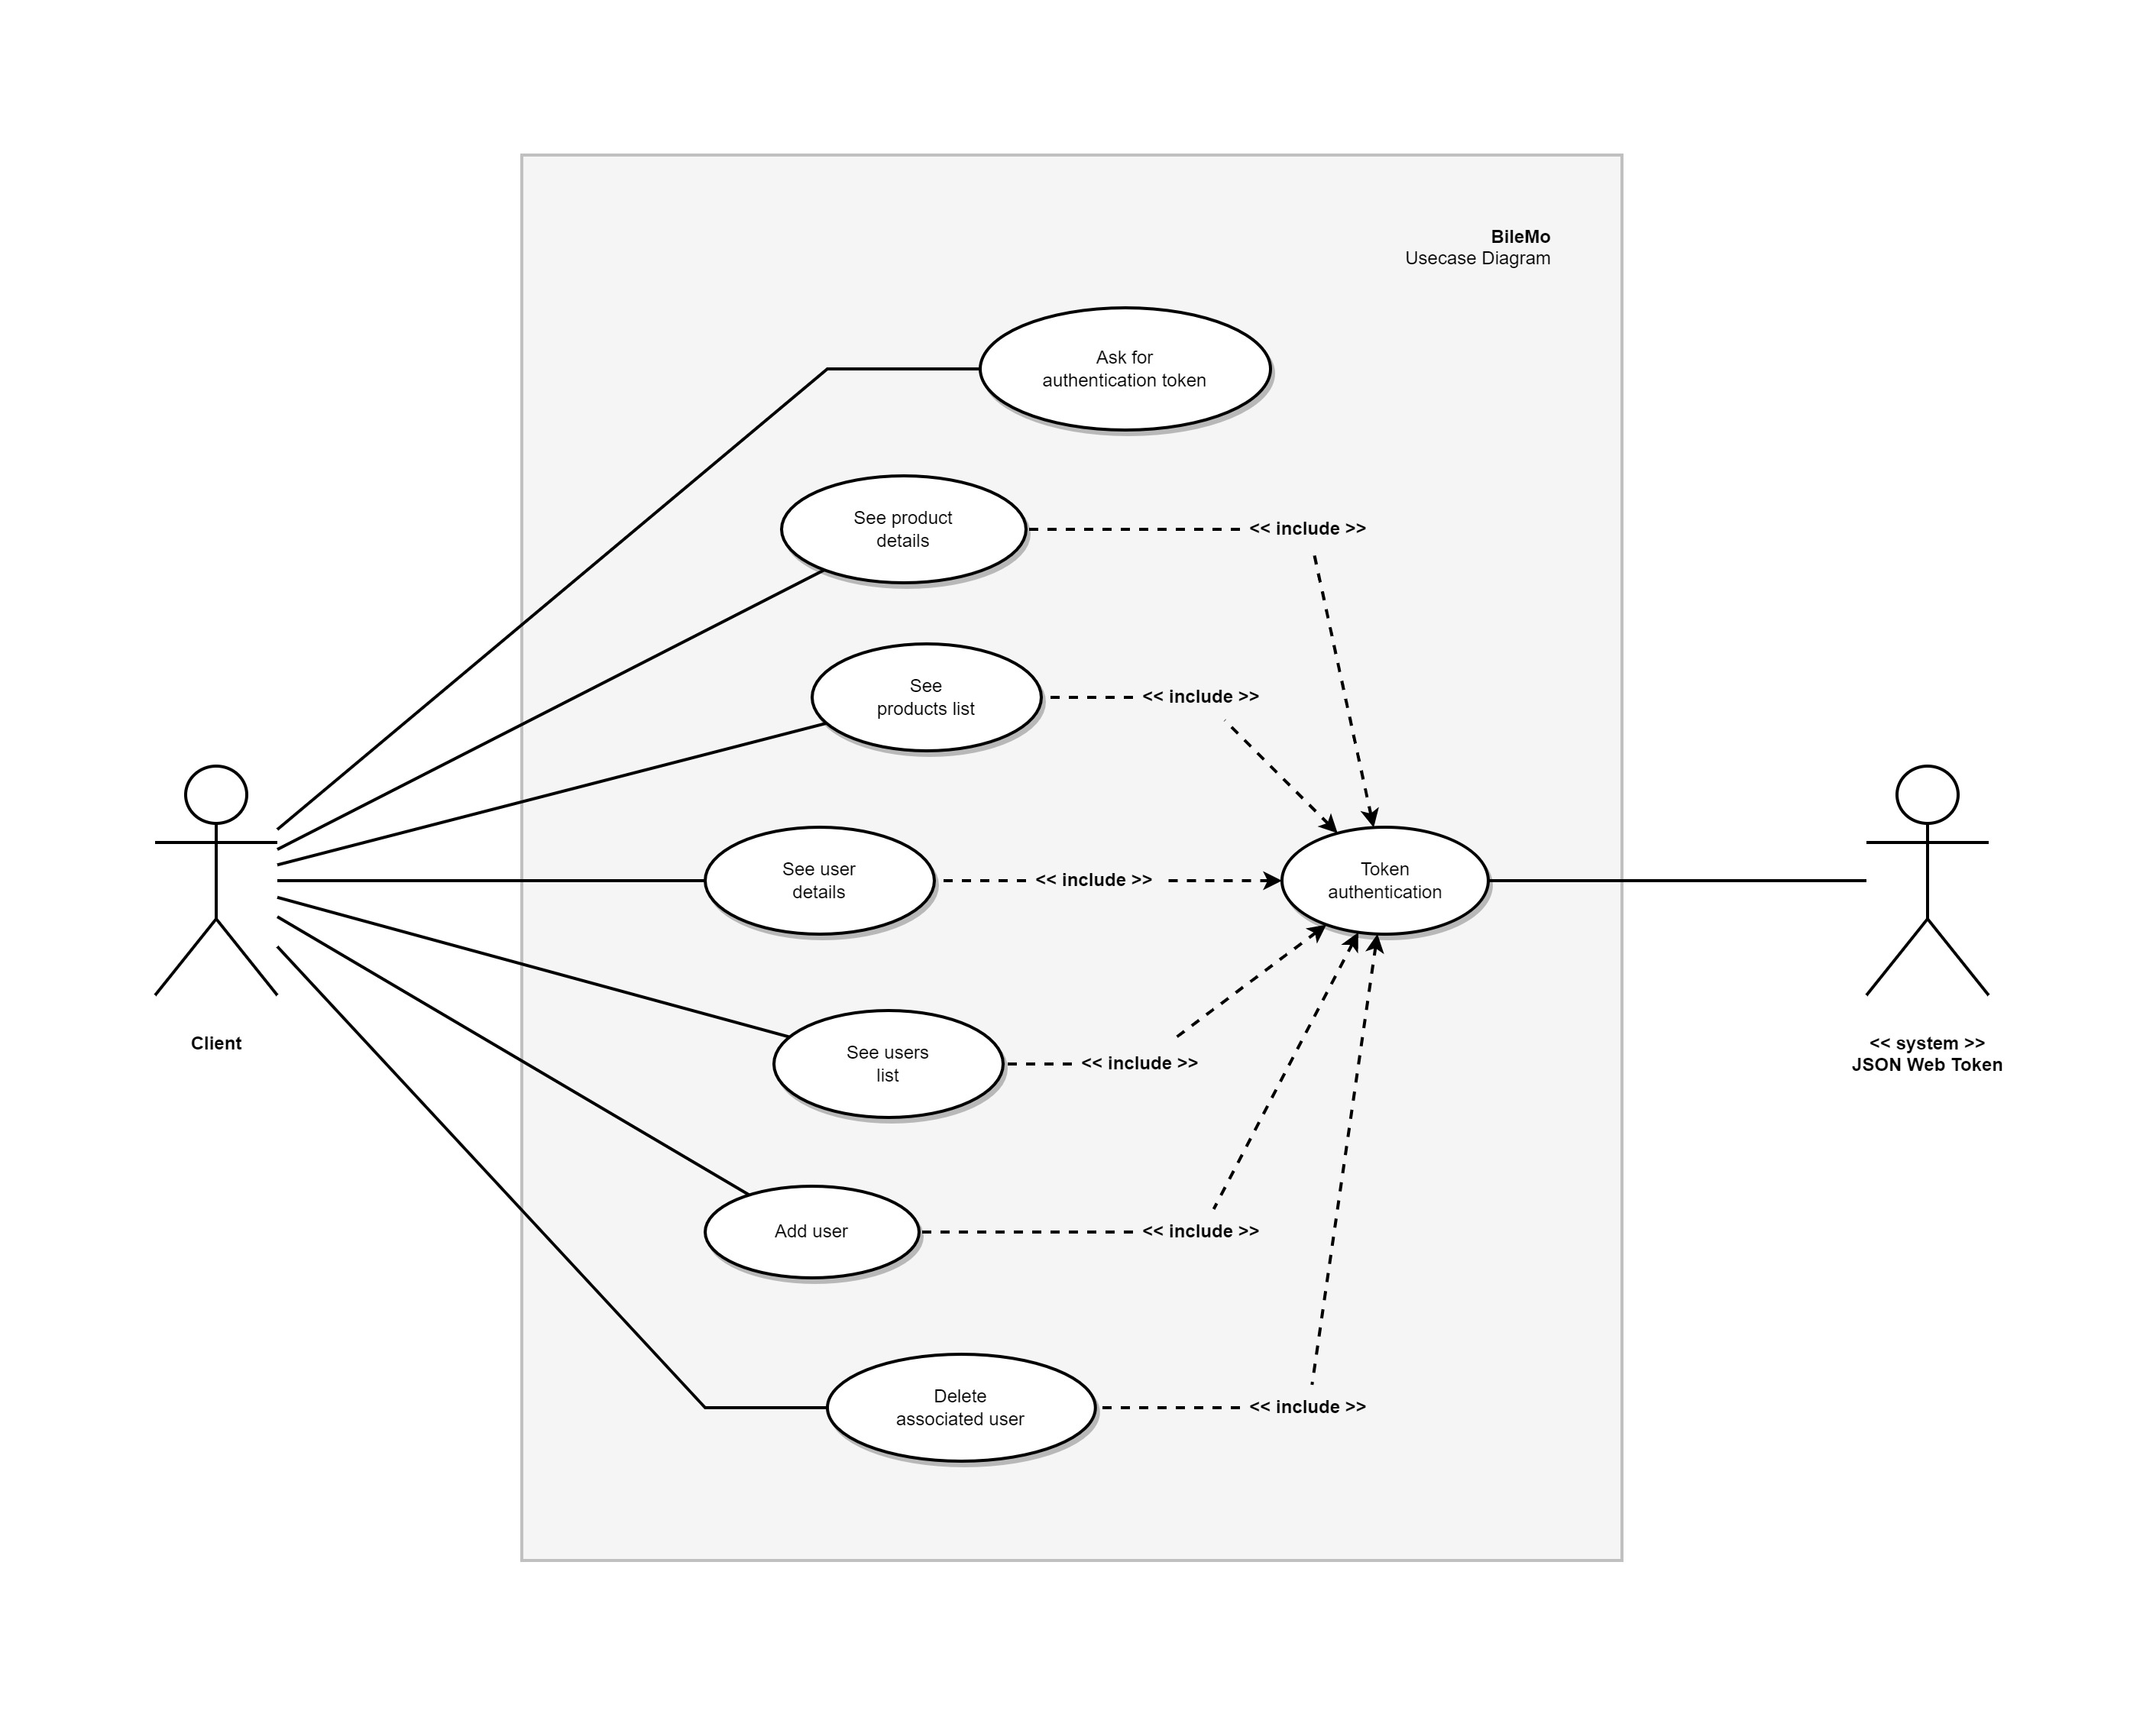 BileMo
Usecase Diagram
Ask for
authentication token
See product
details
<< include >>
See
products list
<< include >>
See user
details
<< include >>
Token
authentication
Client
<< system >>
JSON Web Token
See users
list
<< include >>
Add user
<< include >>
Delete
associated user
<< include >>